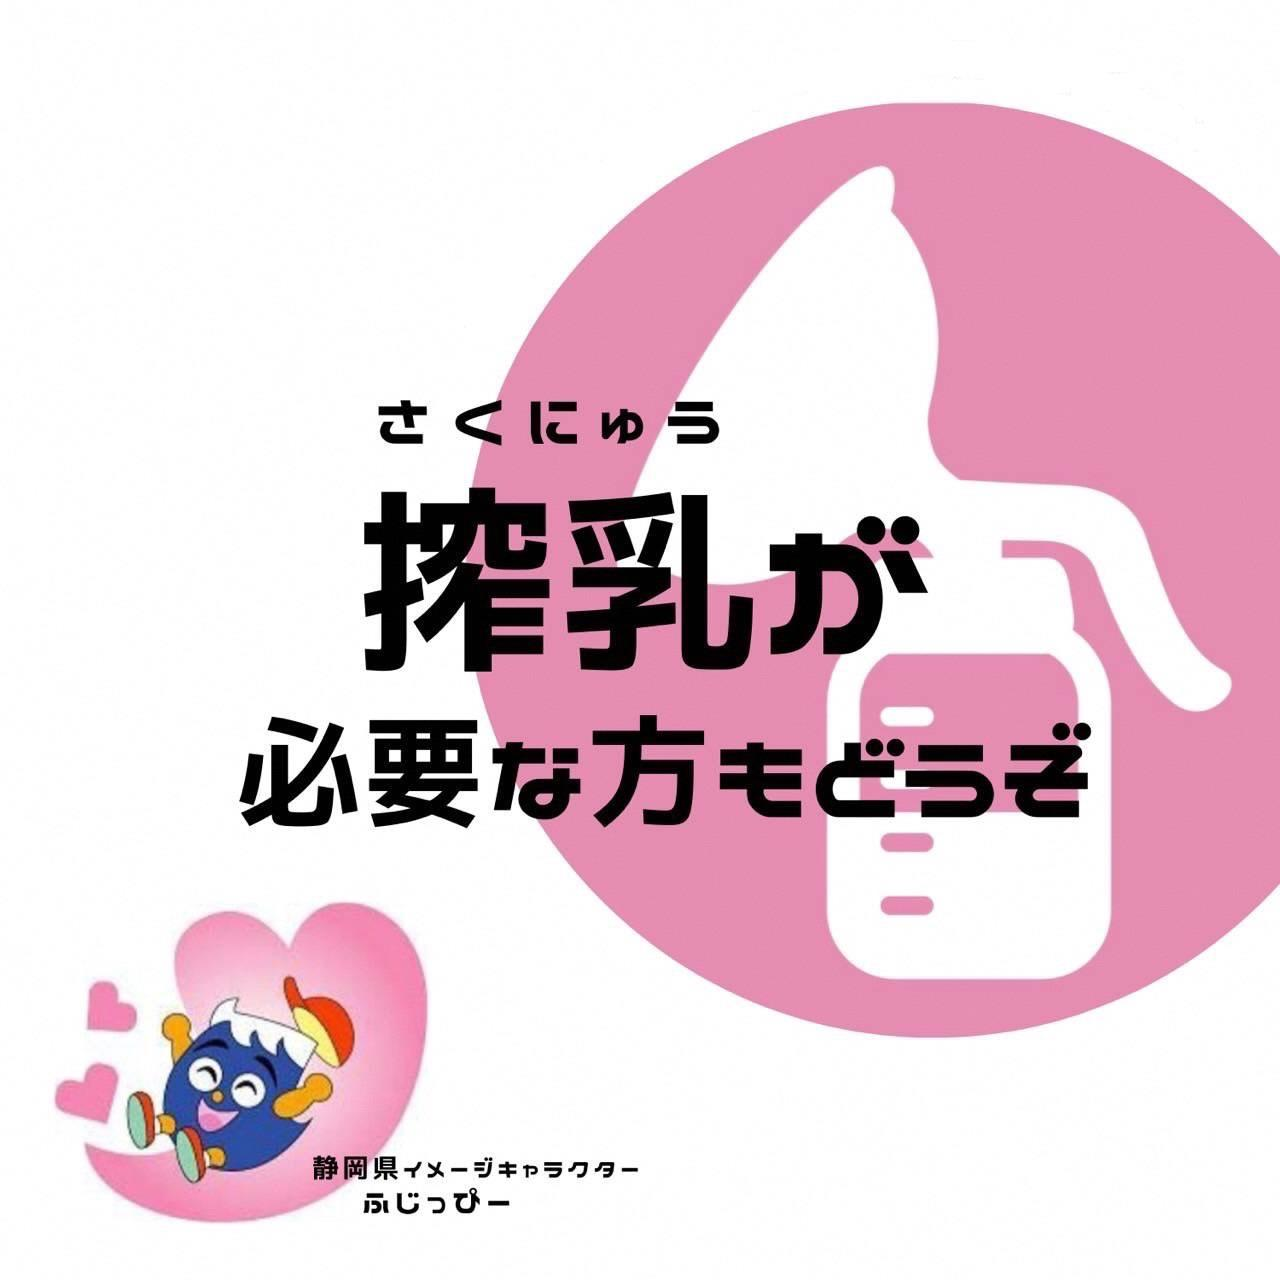 さくにゅう
搾乳が
必要な方もどうぞ
静岡県イメージキャラクター
ふじっぴー